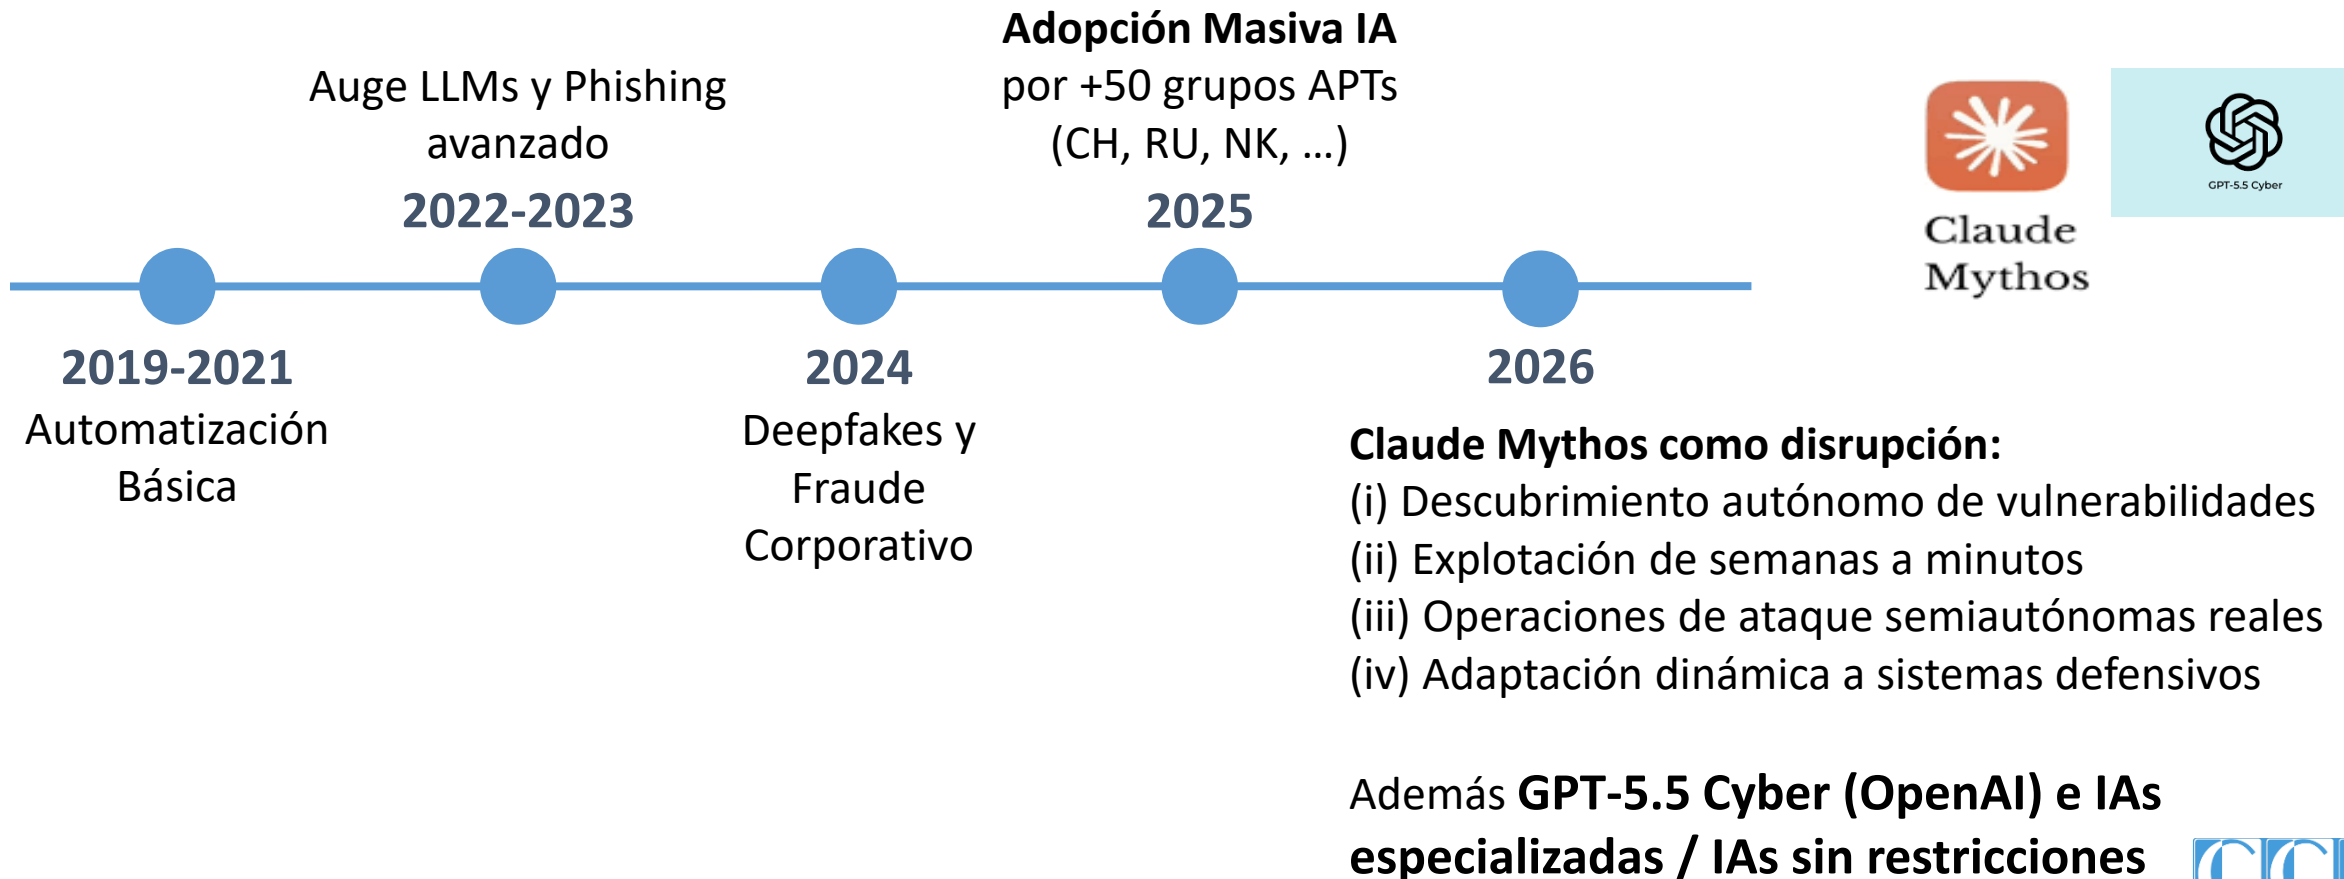 Adopción Masiva IA
por +50 grupos APTs
(CH, RU, NK, ...)
2025
Auge LLMs y Phishing
avanzado
2022-2023
Claude
Mythos
GPT-5.5 Cyber
2019-2021
Automatización
Básica
2024
Deepfakes y
Fraude
Corporativo
2026
Claude Mythos como disrupción:
(i) Descubrimiento autónomo de vulnerabilidades
(ii) Explotación de semanas a minutos
(iii) Operaciones de ataque semiautónomas reales
(iv) Adaptación dinámica a sistemas defensivos
Además GPT-5.5 Cyber (OpenAI) e IAs
especializadas / IAs sin restricciones